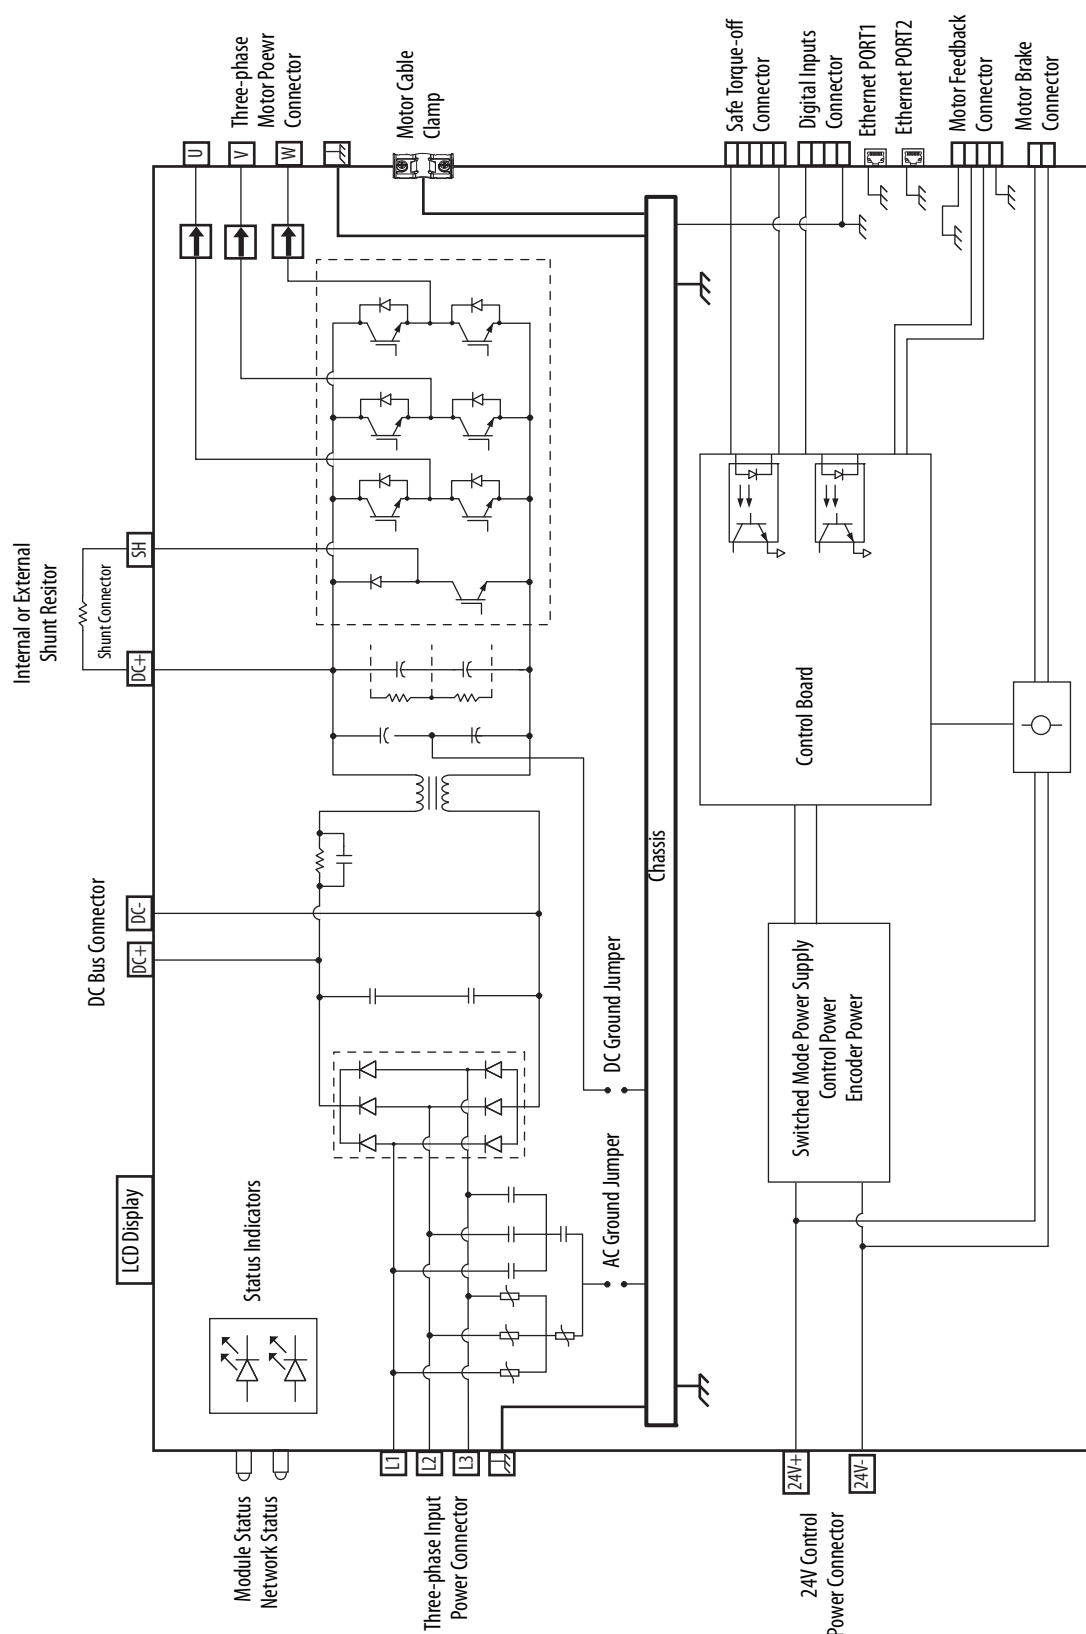 Internal or External
Shunt Resitor
Shunt Connector
DC+
SH
DC Bus Connector
DC+
DC-
LCD Display
Status Indicators
Module Status
Network Status
Three-phase Input
Power Connector
L1
L2
L3
Three-phase
Motor Poewr
Connector
U
V
W
Motor Cable
Clamp
AC Ground Jumper
DC Ground Jumper
Chassis
Safe Torque-off
Connector
Digital Inputs
Connector
Ethernet PORT1
Ethernet PORT2
Motor Feedback
Connector
Motor Brake
Connector
Control Board
Switched Mode Power Supply
Control Power
Encoder Power
24V+
24V-
24V Control
Power Connector